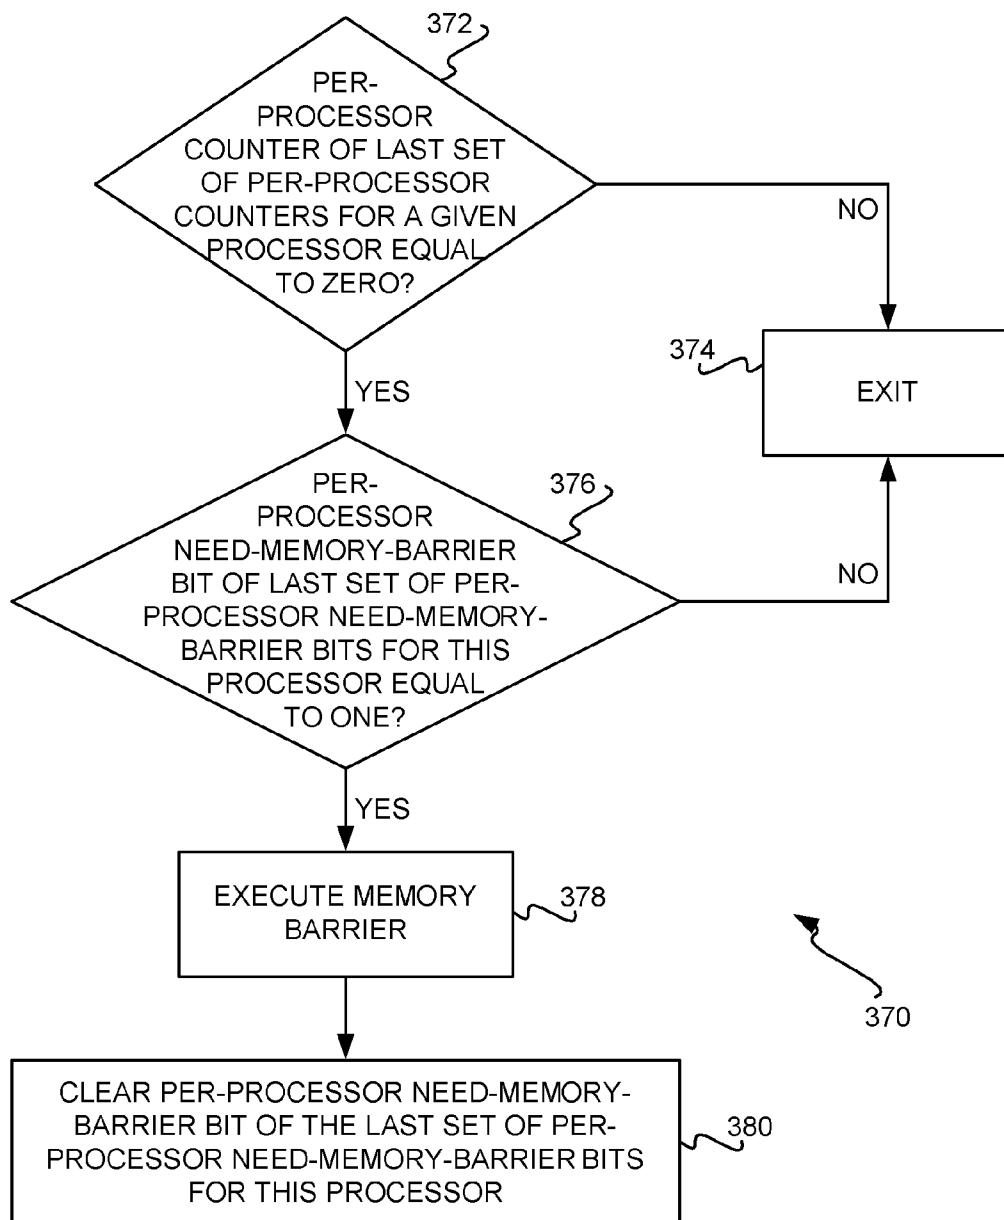 372
PER-
PROCESSOR
COUNTER OF LAST SET
OF PER-PROCESSOR
COUNTERS FOR A GIVEN
PROCESSOR EQUAL
TO ZERO?
NO
374
EXIT
YES
376
PER-
PROCESSOR
NEED-MEMORY-BARRIER
BIT OF LAST SET OF PER-
PROCESSOR NEED-MEMORY-
BARRIER BITS FOR THIS
PROCESSOR EQUAL
TO ONE?
NO
YES
EXECUTE MEMORY
BARRIER
378
370
CLEAR PER-PROCESSOR NEED-MEMORY-
BARRIER BIT OF THE LAST SET OF PER-
PROCESSOR NEED-MEMORY-BARRIER BITS
FOR THIS PROCESSOR
380